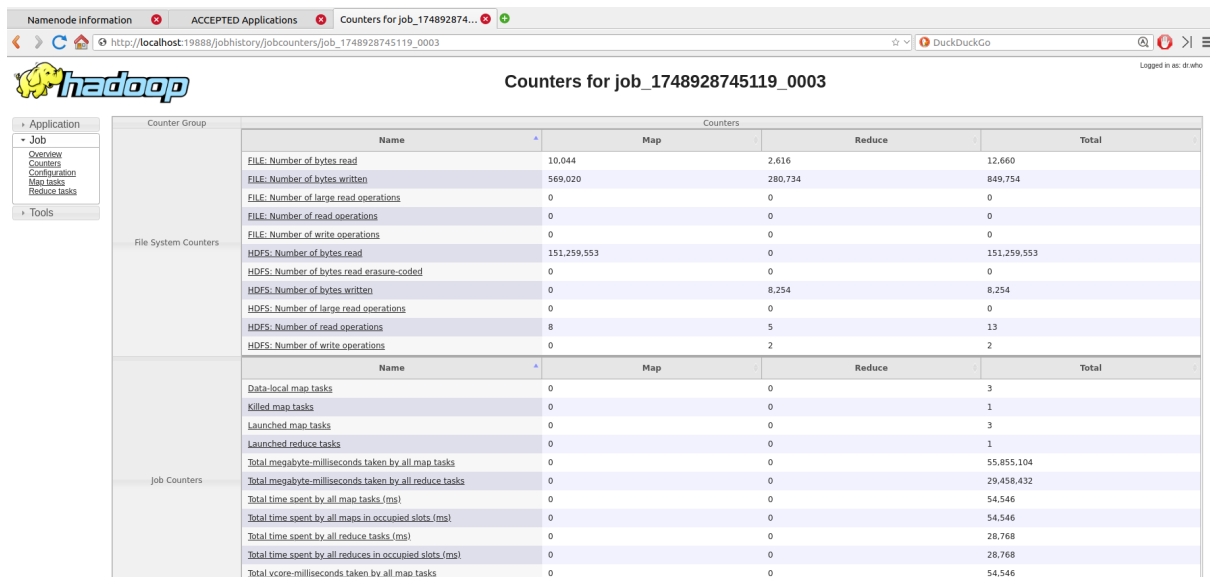 Namenode information ACCEPTED Applications Counters for job_174892874...
http://localhost:19888/jobhistory/jobcounters/job_1748928745119_0003 DuckDuckGo
Logged in as: dr.who
hadoop
Counters for job_1748928745119_0003
Application
Job
Overview
Counters
Configuration
Map tasks
Reduce tasks
Tools
Counter Group Counters
File System Counters
Name Map Reduce Total
FILE: Number of bytes read 10,044 2,616 12,660
FILE: Number of bytes written 569,020 280,734 849,754
FILE: Number of large read operations 0 0 0
FILE: Number of read operations 0 0 0
FILE: Number of write operations 0 0 0
HDFS: Number of bytes read 151,259,553 0 151,259,553
HDFS: Number of bytes read erasure-coded 0 0 0
HDFS: Number of bytes written 0 8,254 8,254
HDFS: Number of large read operations 0 0 0
HDFS: Number of read operations 8 5 13
HDFS: Number of write operations 0 2 2
Job Counters
Name Map Reduce Total
Data-local map tasks 0 0 3
Killed map tasks 0 0 1
Launched map tasks 0 0 3
Launched reduce tasks 0 0 1
Total megabyte-milliseconds taken by all map tasks 0 0 55,855,104
Total megabyte-milliseconds taken by all reduce tasks 0 0 29,458,432
Total time spent by all map tasks (ms) 0 0 54,546
Total time spent by all maps in occupied slots (ms) 0 0 54,546
Total time spent by all reduce tasks (ms) 0 0 28,768
Total time spent by all reduces in occupied slots (ms) 0 0 28,768
Total vcore-milliseconds taken by all map tasks 0 0 54,546